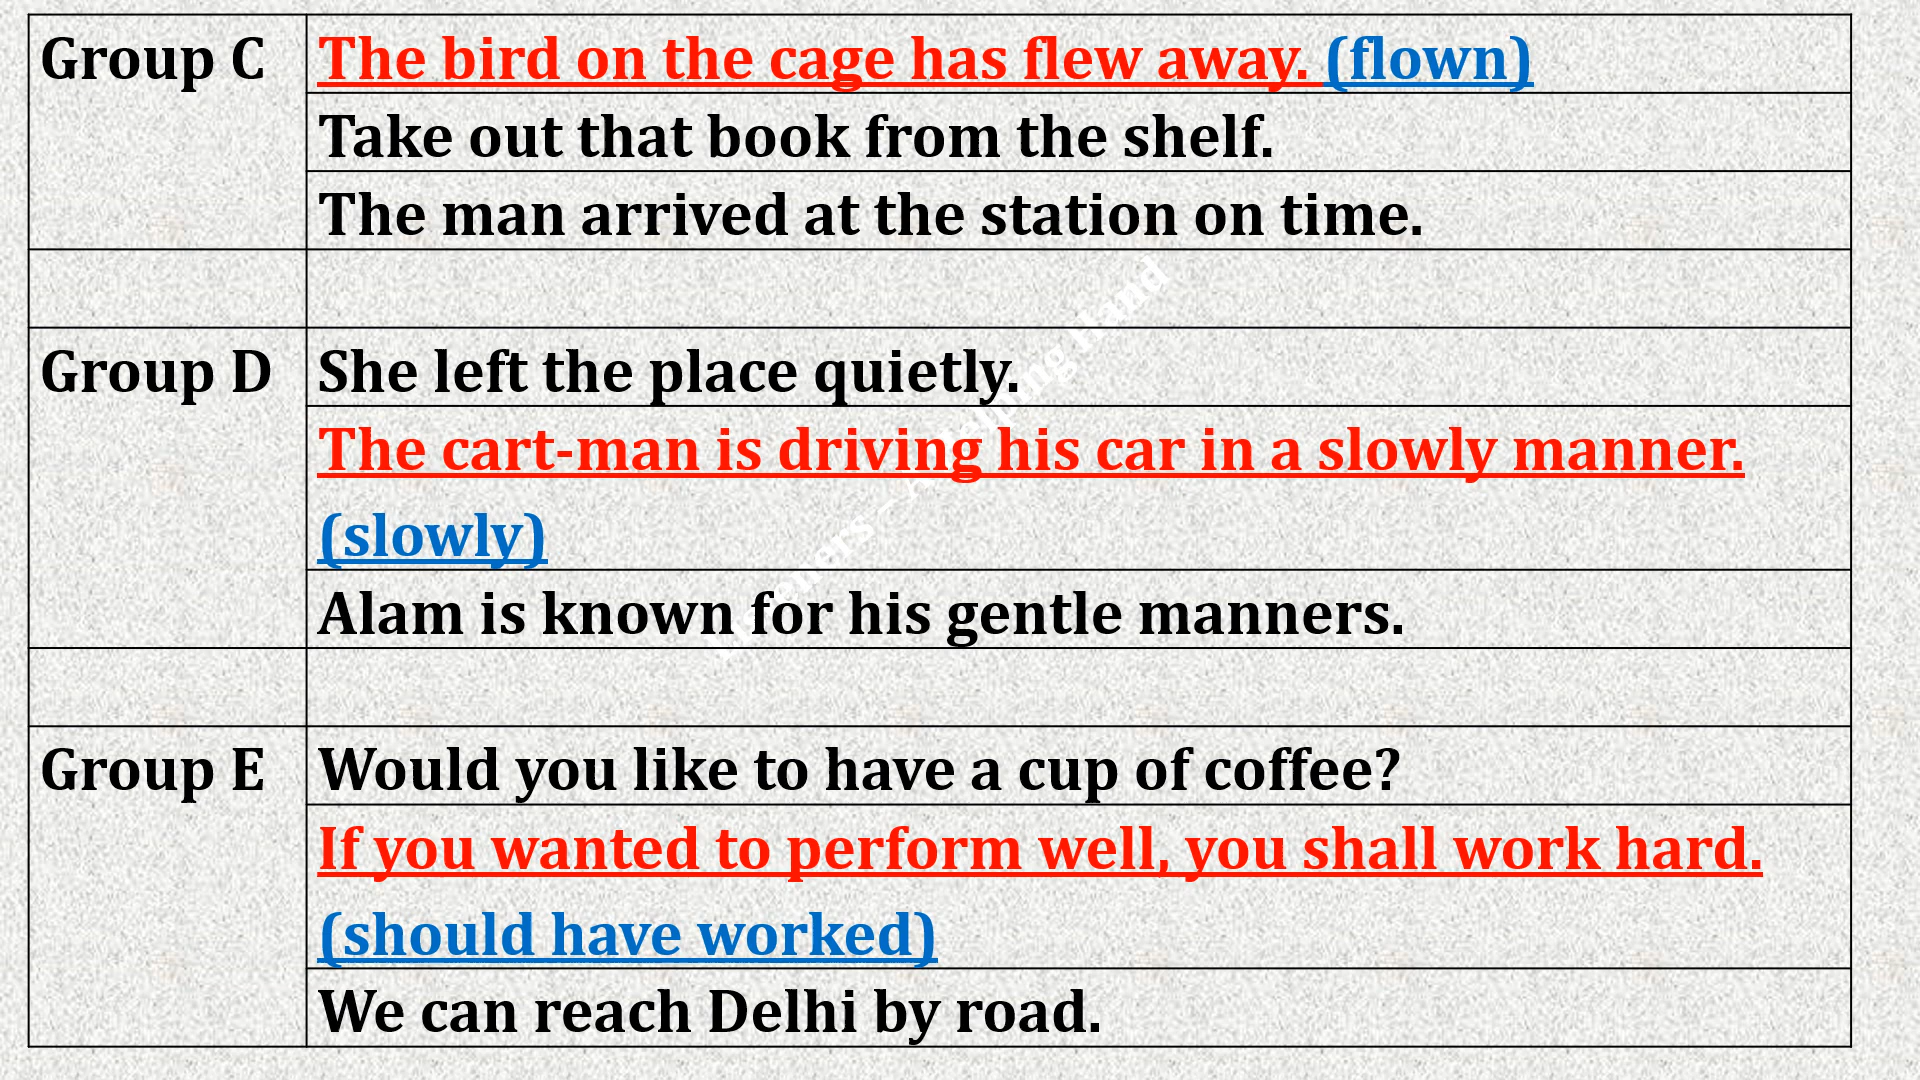 Group C
The bird on the cage has flew away. (flown)
Take out that book from the shelf.
The man arrived at the station on time.
Group D
She left the place quietly.
The cart-man is driving his car in a slowly manner.
(slowly)
Alam is known for his gentle manners.
Group E
Would you like to have a cup of coffee?
If you wanted to perform well, you shall work hard.
(should have worked)
We can reach Delhi by road.